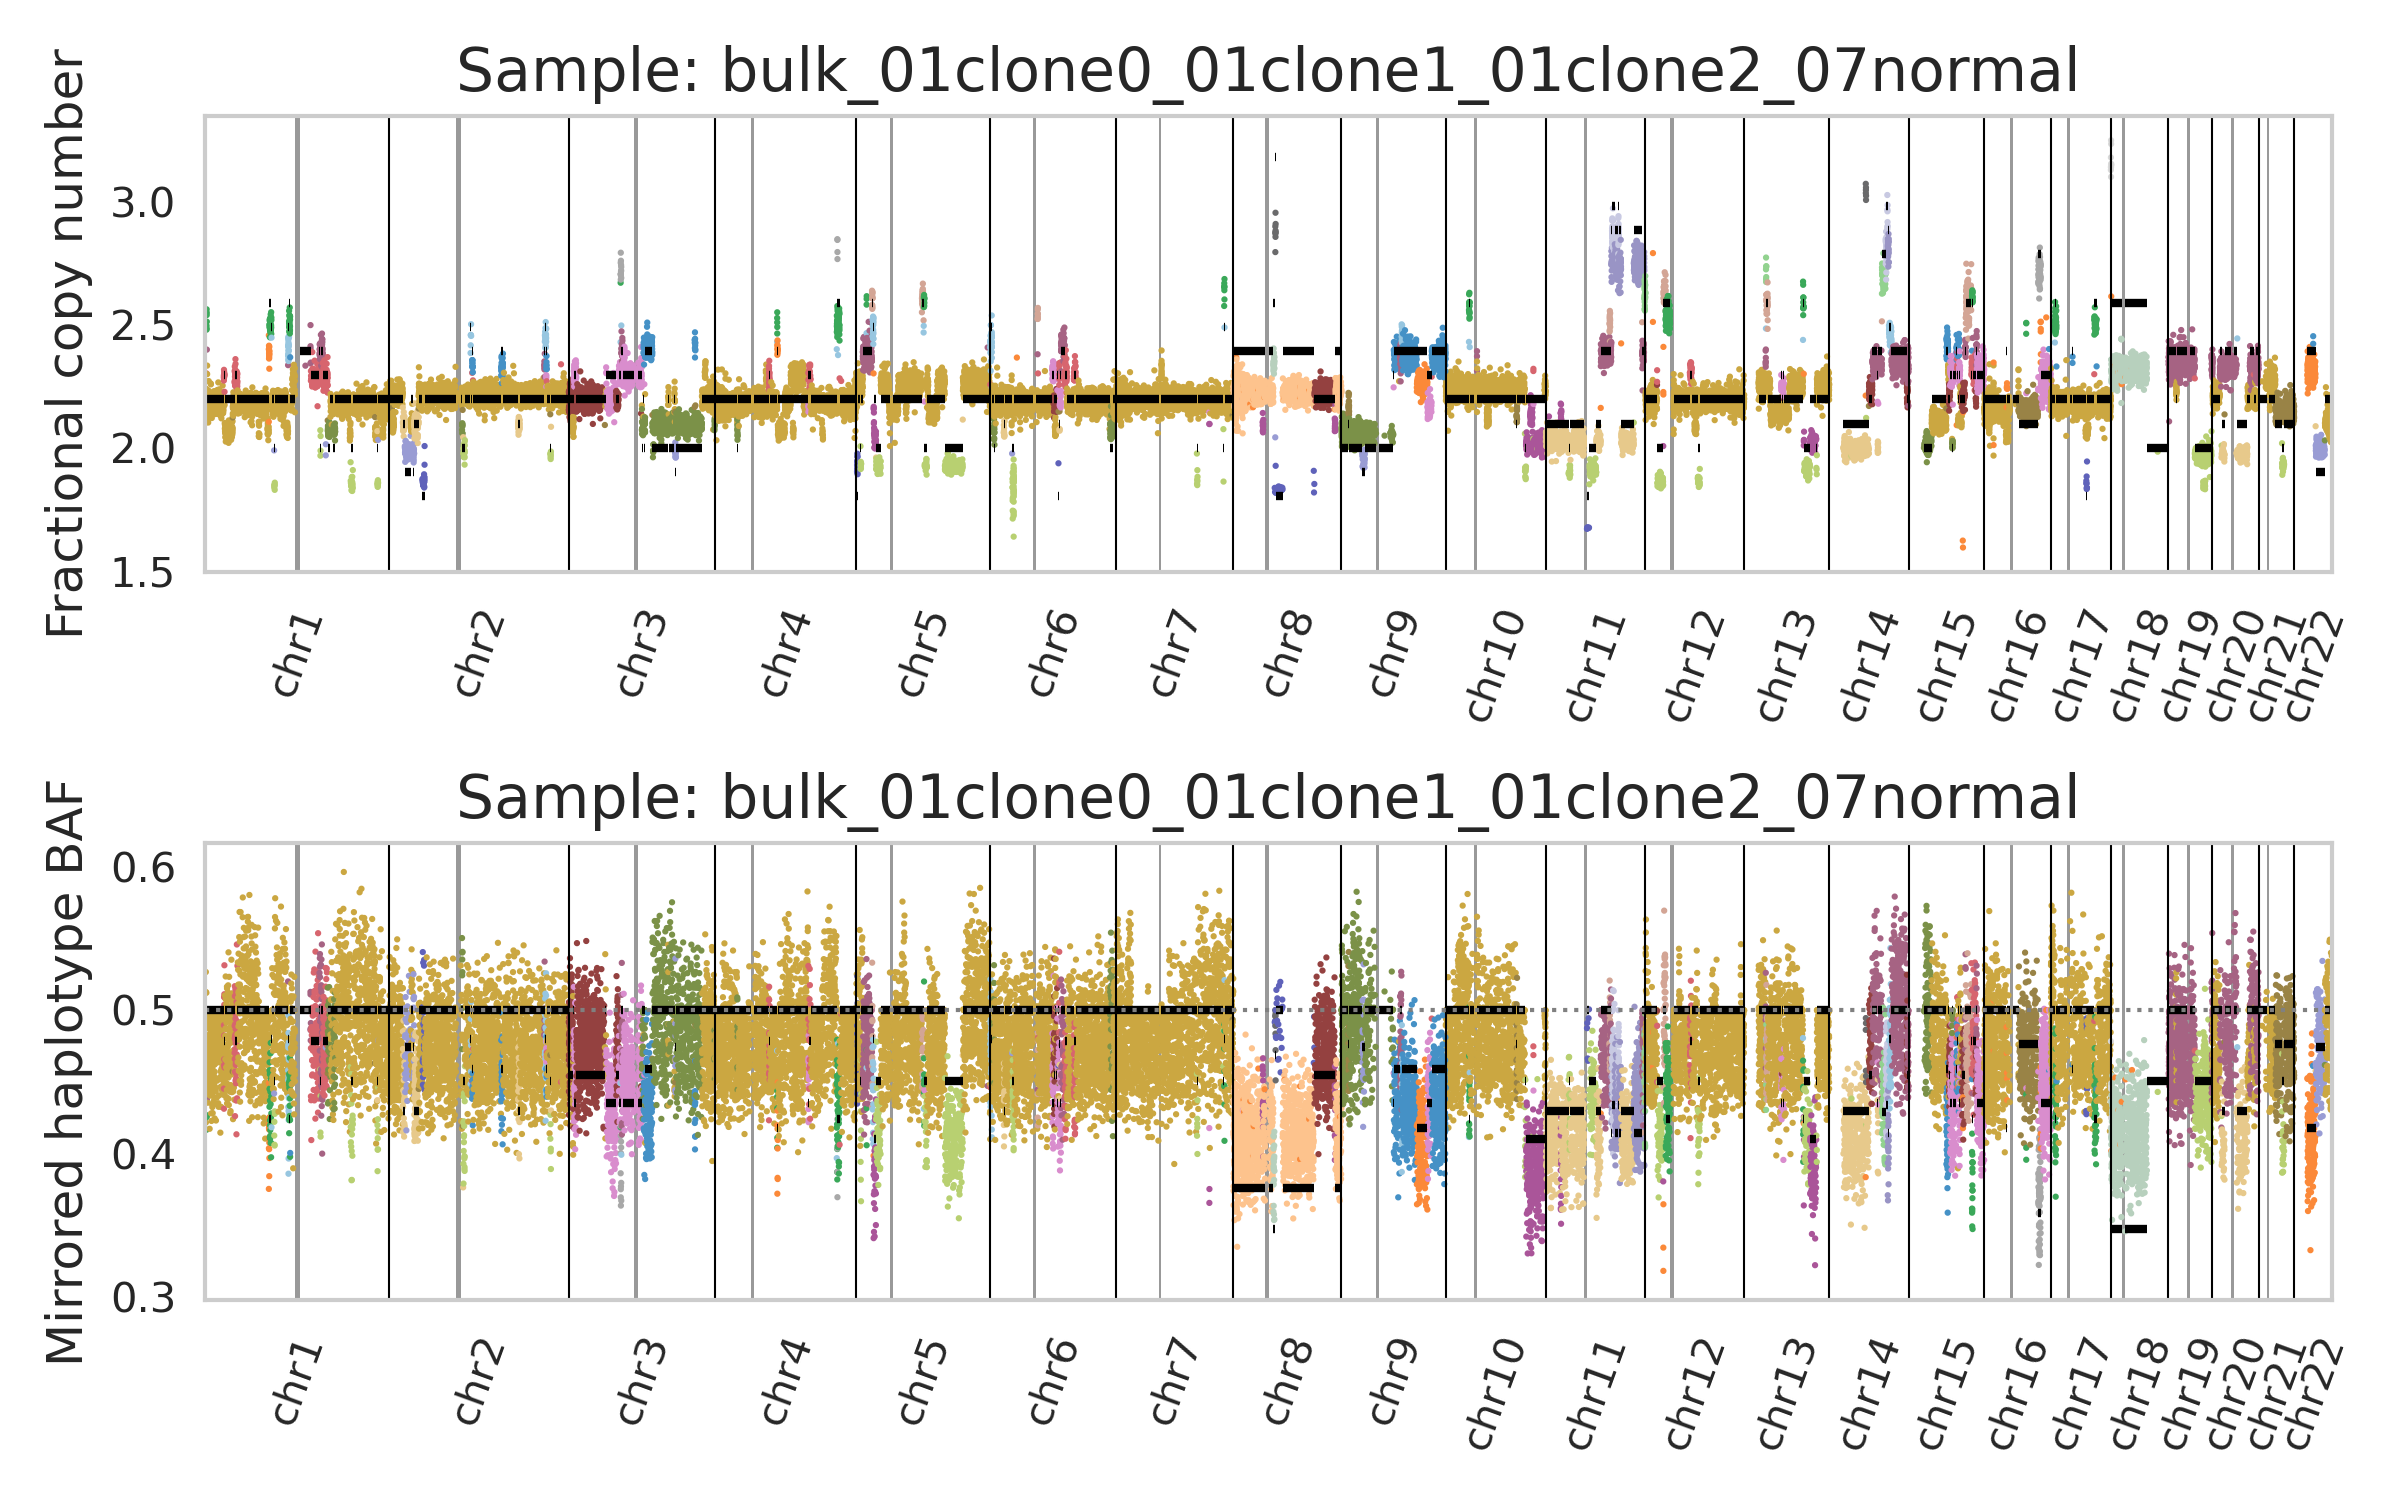 Sample: bulk_01clone0_01clone1_01clone2_07normal
Fractional copy number
3.0
2.5
2.0
1.5
chr1 chr2 chr3 chr4 chr5 chr6 chr7 chr8 chr9 chr10 chr11 chr12 chr13 chr14 chr15 chr16 chr17 chr18 chr19 chr20 chr21 chr22
Sample: bulk_01clone0_01clone1_01clone2_07normal
Mirrored haplotype BAF
0.6
0.5
0.4
0.3
chr1 chr2 chr3 chr4 chr5 chr6 chr7 chr8 chr9 chr10 chr11 chr12 chr13 chr14 chr15 chr16 chr17 chr18 chr19 chr20 chr21 chr22